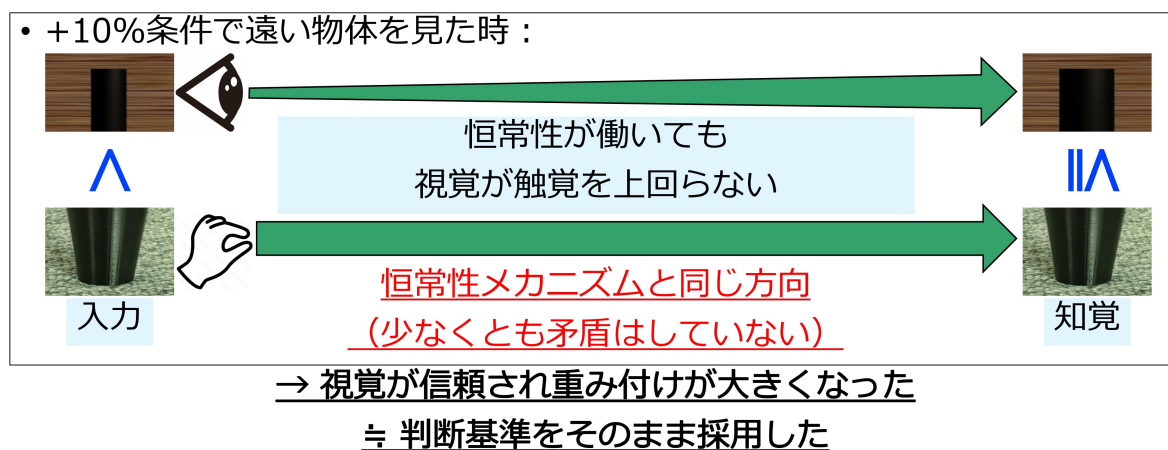 • +10%条件で遠い物体を見た時：
恒常性が働いても
視覚が触覚を上回らない
∧
≦
恒常性メカニズムと同じ方向
（少なくとも矛盾はしていない）
入力
知覚
→ 視覚が信頼され重み付けが大きくなった
≒ 判断基準をそのまま採用した